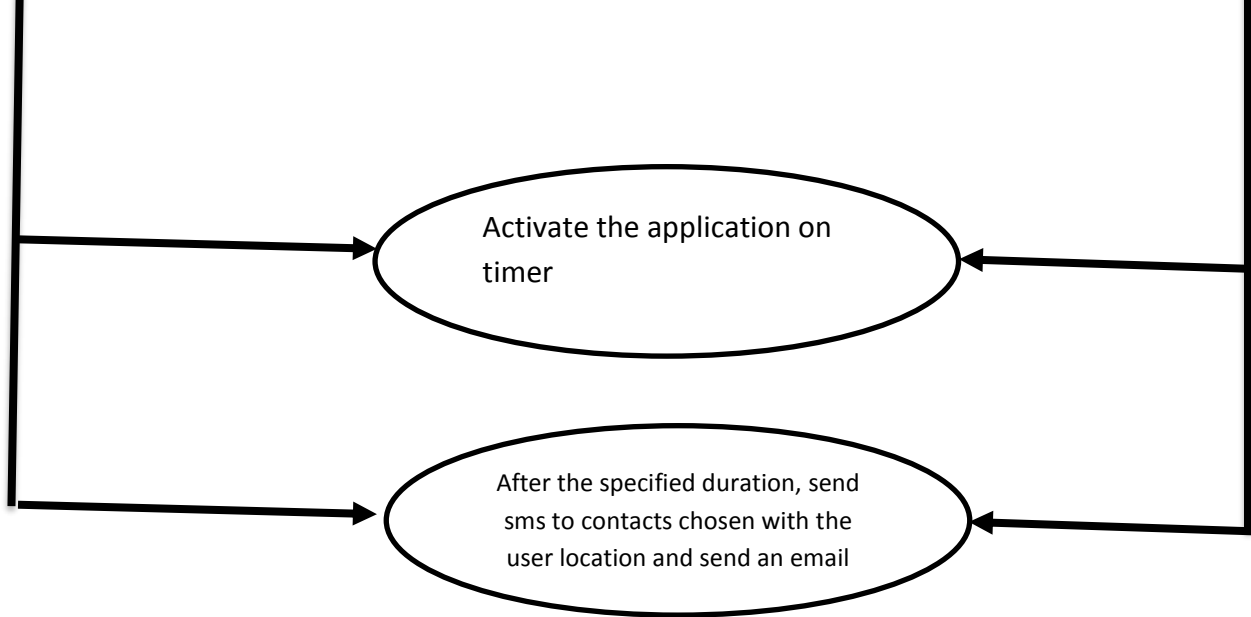 Activate the application on
timer
After the specified duration, send
sms to contacts chosen with the
user location and send an email